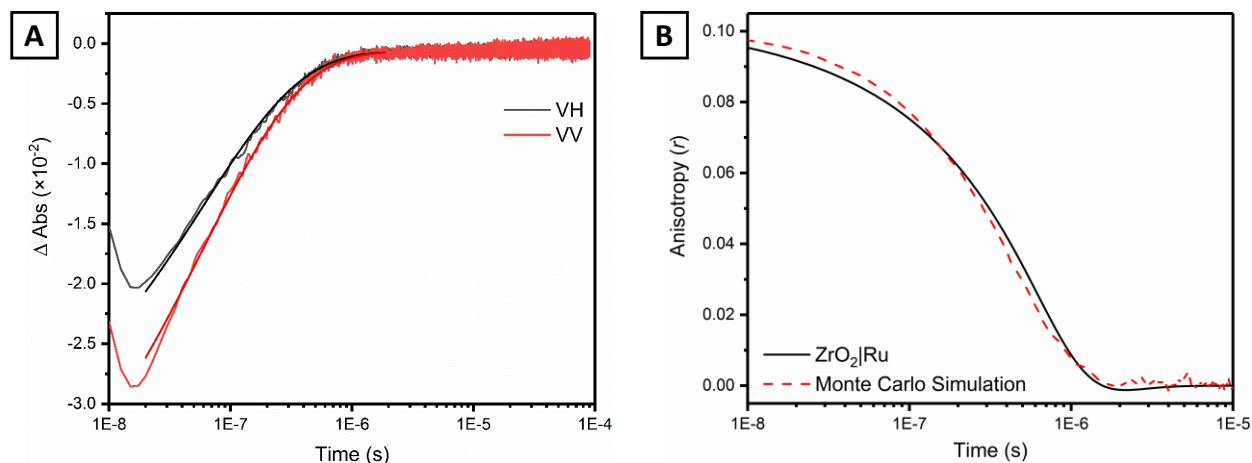 A
0.0
-0.5
-1.0
-1.5
-2.0
-2.5
-3.0
Δ Abs (×10⁻²)
VH
VV
1E-8
1E-7
1E-6
1E-5
1E-4
Time (s)
B
0.10
0.08
0.06
0.04
0.02
0.00
Anisotropy (r)
ZrO₂|Ru
Monte Carlo Simulation
1E-8
1E-7
1E-6
1E-5
Time (s)